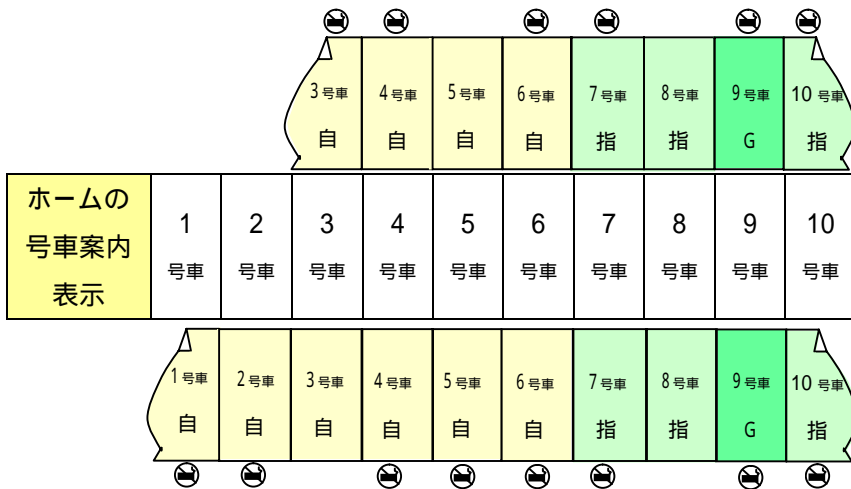 3号車 4号車 5号車 6号車 7号車 8号車 9号車 10号車
自 自 自 自 指 指 G 指
ホームの
号車案内
表示
1 2 3 4 5 6 7 8 9 10
号車 号車 号車 号車 号車 号車 号車 号車 号車 号車
1号車 2号車 3号車 4号車 5号車 6号車 7号車 8号車 9号車 10号車
自 自 自 自 自 自 指 指 G 指